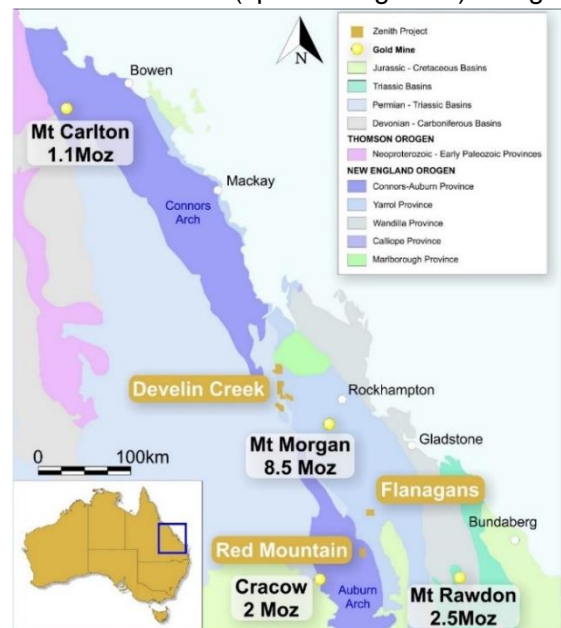 N
Zenith Project
Gold Mine
Jurassic - Cretaceous Basins
Triassic Basins
Permian - Triassic Basins
Devonian - Carboniferous Basins
THOMSON OROGEN
Neoproterozoic - Early Paleozoic Provinces
NEW ENGLAND OROGEN
Connors-Auburn Province
Yarrol Province
Wandilla Province
Calliope Province
Marlborough Province
Bowen
Mt Carlton
1.1Moz
Mackay
Connors
Arch
Develin Creek
Rockhampton
0
100km
Mt Morgan
8.5 Moz
Gladstone
Flanagans
Bundaberg
Red Mountain
Cracow
2 Moz
Auburn
Arch
Mt Rawdon
2.5Moz